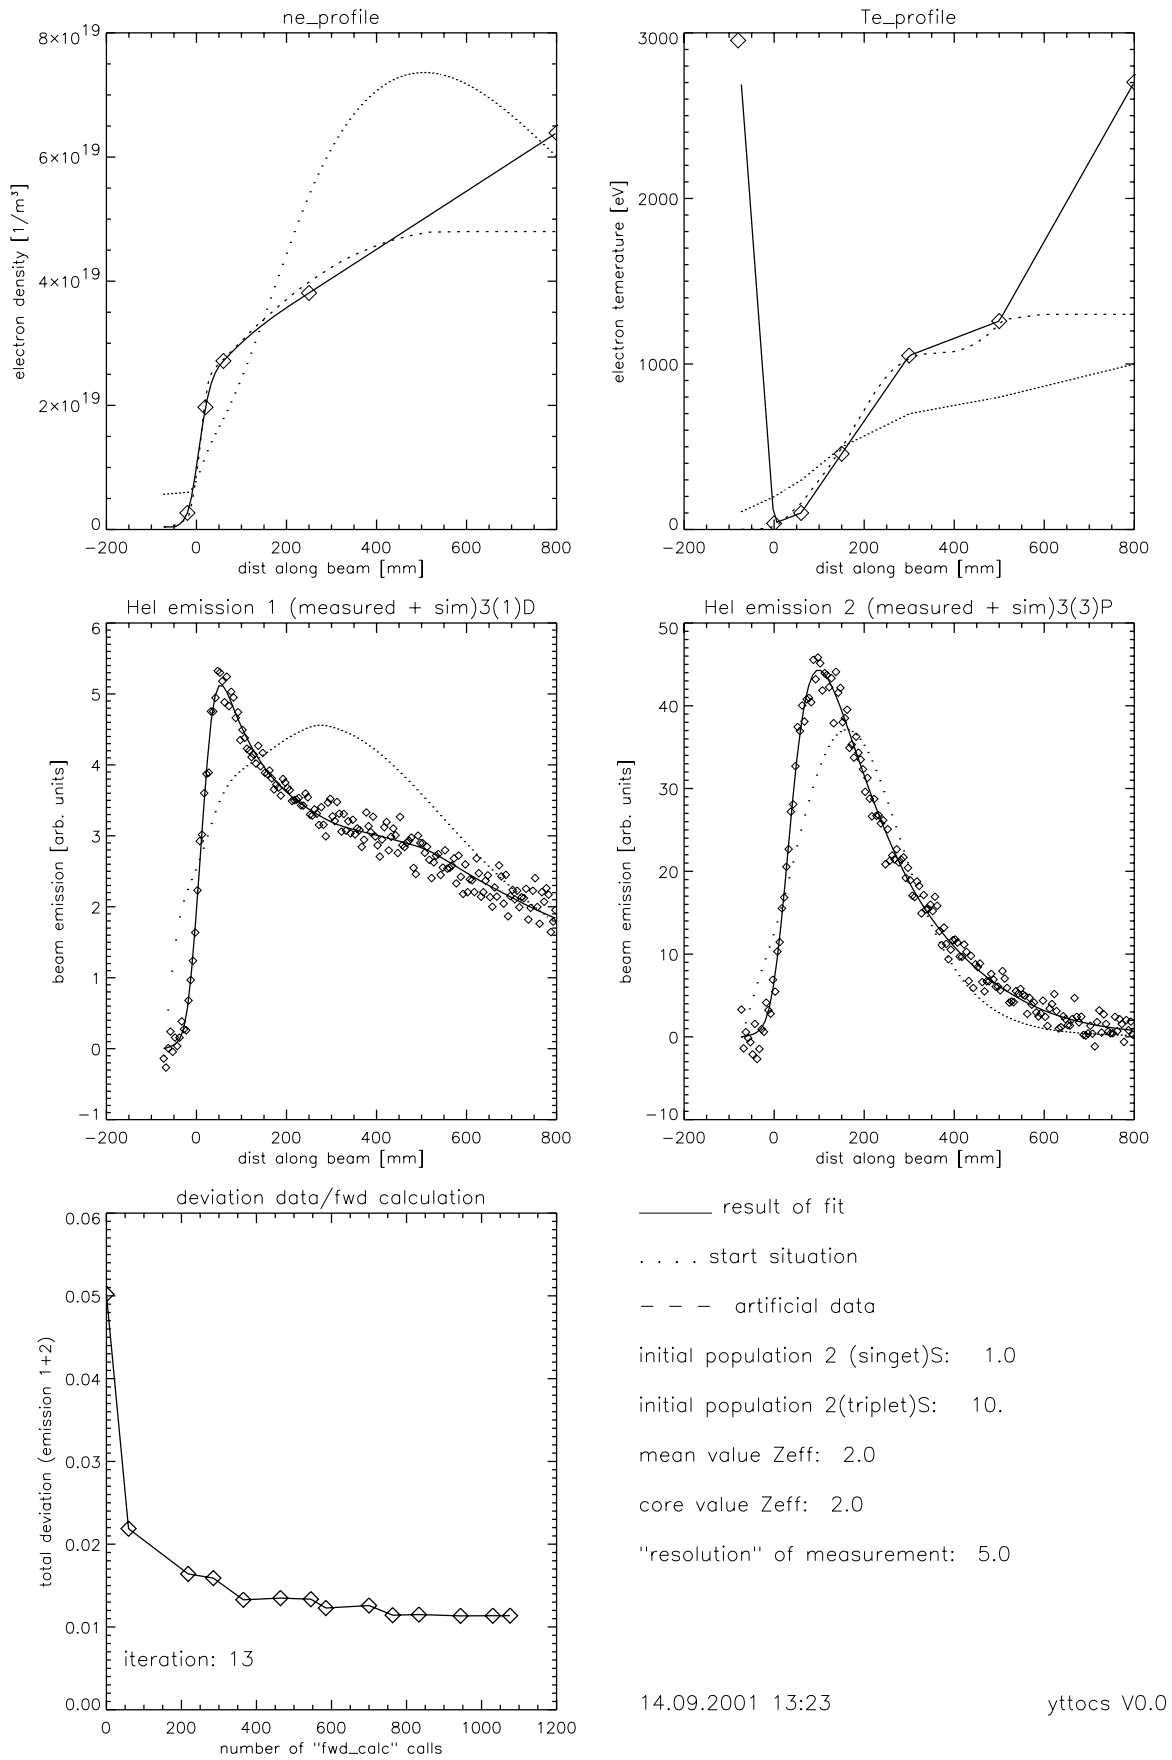 ne_profile
8×10^19
6×10^19
4×10^19
2×10^19
0
electron density [1/m³]
−200 0 200 400 600 800
dist along beam [mm]
Te_profile
3000
2000
1000
0
electron temerature [eV]
−200 0 200 400 600 800
dist along beam [mm]
HeI emission 1 (measured + sim)3(1)D
6
5
4
3
2
1
0
−1
beam emission [arb. units]
−200 0 200 400 600 800
dist along beam [mm]
HeI emission 2 (measured + sim)3(3)P
50
40
30
20
10
0
−10
beam emission [arb. units]
−200 0 200 400 600 800
dist along beam [mm]
deviation data/fwd calculation
0.06
0.05
0.04
0.03
0.02
0.01
0.00
total deviation (emission 1+2)
iteration: 13
0 200 400 600 800 1000 1200
number of "fwd_calc" calls
result of fit
. . . . start situation
− − − artificial data
initial population 2 (singet)S: 1.0
initial population 2(triplet)S: 10.
mean value Zeff: 2.0
core value Zeff: 2.0
"resolution" of measurement: 5.0
14.09.2001 13:23 yttocs V0.0